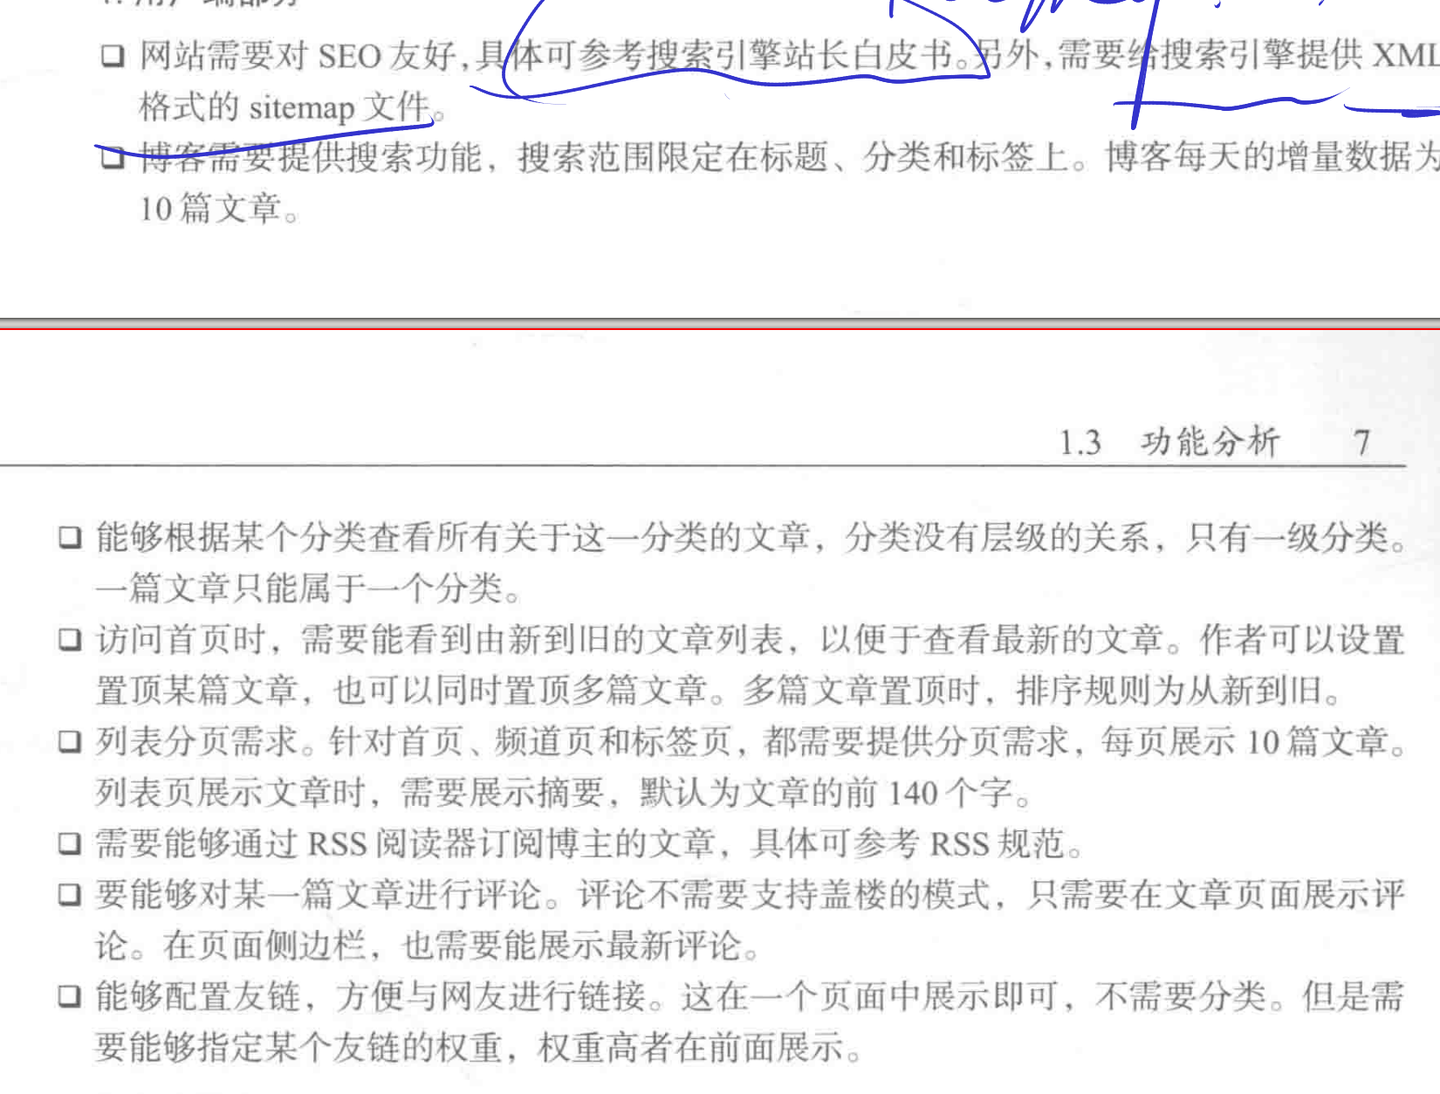 ❑ 网站需要对 SEO 友好,具体可参考搜索引擎站长白皮书。另外,需要给搜索引擎提供 XML
格式的 sitemap 文件。
❑ 博客需要提供搜索功能，搜索范围限定在标题、分类和标签上。博客每天的增量数据为
10 篇文章。
1.3 功能分析 7
❑ 能够根据某个分类查看所有关于这一分类的文章，分类没有层级的关系，只有一级分类。
一篇文章只能属于一个分类。
❑ 访问首页时，需要能看到由新到旧的文章列表，以便于查看最新的文章。作者可以设置
置顶某篇文章，也可以同时置顶多篇文章。多篇文章置顶时，排序规则为从新到旧。
❑ 列表分页需求。针对首页、频道页和标签页，都需要提供分页需求，每页展示 10 篇文章。
列表页展示文章时，需要展示摘要，默认为文章的前 140 个字。
❑ 需要能够通过 RSS 阅读器订阅博主的文章，具体可参考 RSS 规范。
❑ 要能够对某一篇文章进行评论。评论不需要支持盖楼的模式，只需要在文章页面展示评
论。在页面侧边栏，也需要能展示最新评论。
❑ 能够配置友链，方便与网友进行链接。这在一个页面中展示即可，不需要分类。但是需
要能够指定某个友链的权重，权重高者在前面展示。